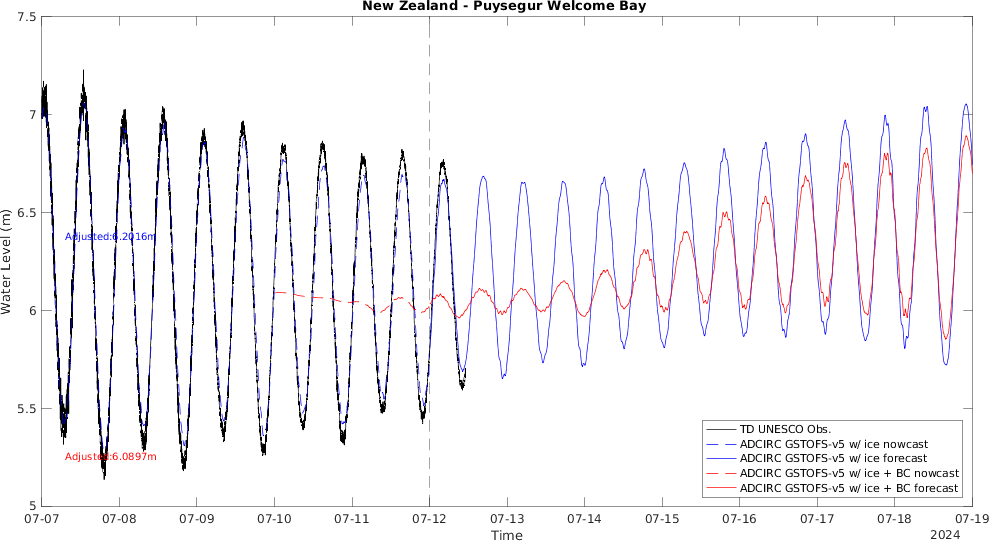 New Zealand - Puysegur Welcome Bay
7.5
7
6.5
6
5.5
5
Water Level (m)
Adjusted:6.2016m
Adjusted:6.0897m
TD UNESCO Obs.
ADCIRC GSTOFS-v5 w/ ice nowcast
ADCIRC GSTOFS-v5 w/ ice forecast
ADCIRC GSTOFS-v5 w/ ice + BC nowcast
ADCIRC GSTOFS-v5 w/ ice + BC forecast
07-07 07-08 07-09 07-10 07-11 07-12 07-13 07-14 07-15 07-16 07-17 07-18 07-19
Time
2024